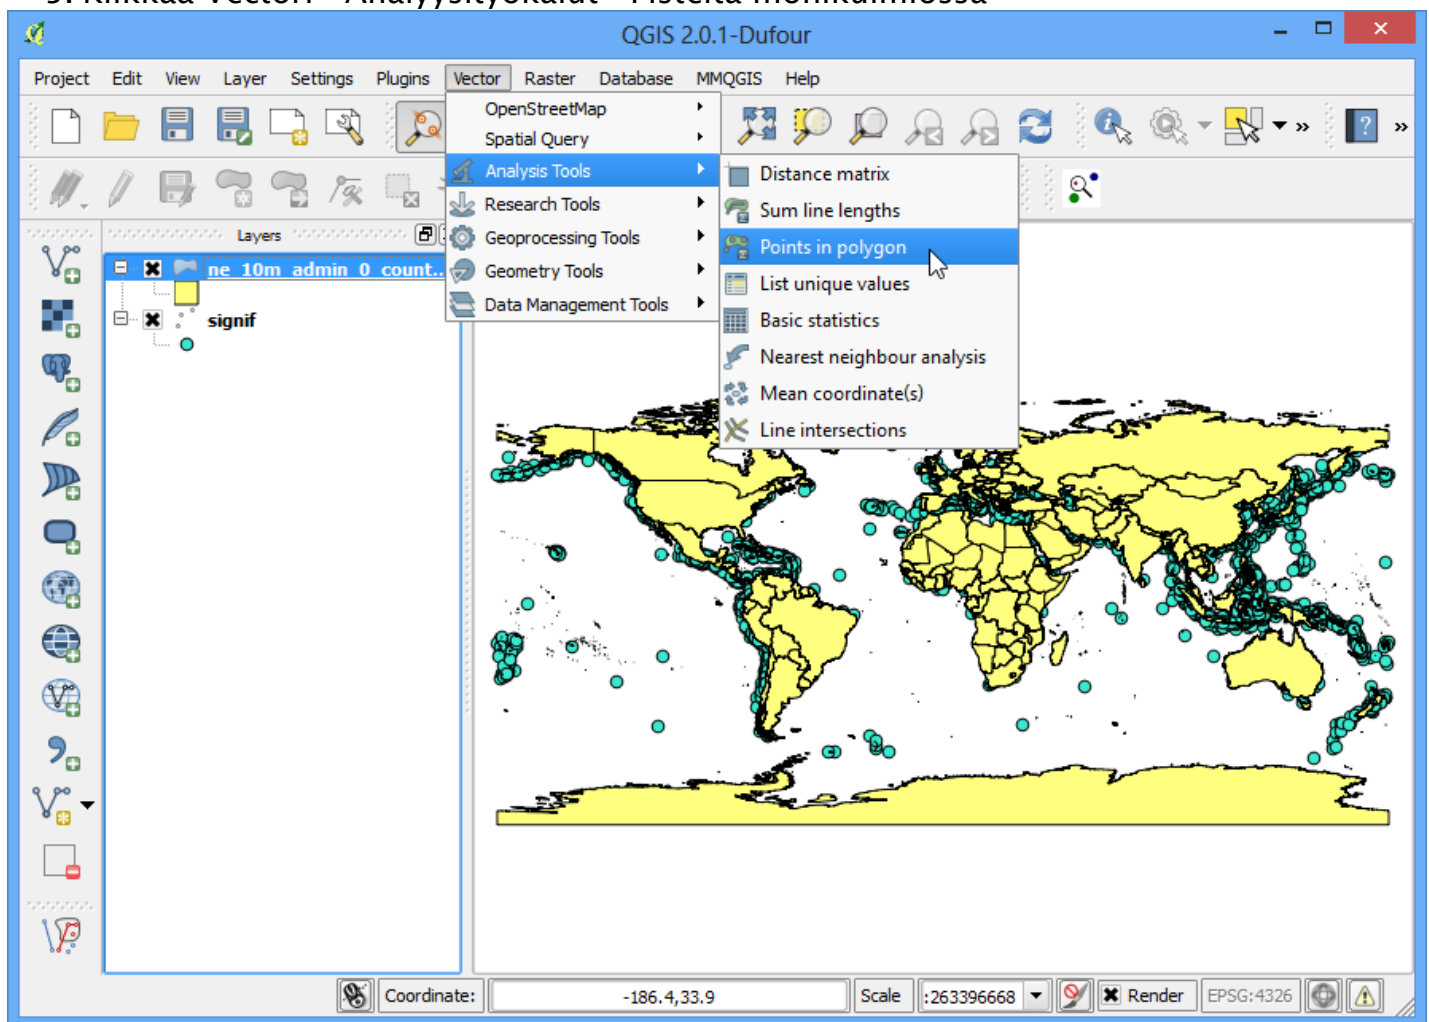 QGIS 2.0.1-Dufour
Project Edit View Layer Settings Plugins Vector Raster Database MMQGIS Help
OpenStreetMap
Spatial Query
Analysis Tools
Research Tools
Geoprocessing Tools
Geometry Tools
Data Management Tools
Distance matrix
Sum line lengths
Points in polygon
List unique values
Basic statistics
Nearest neighbour analysis
Mean coordinate(s)
Line intersections
Layers
ne_10m_admin_0_count..
signif
Coordinate: -186.4,33.9 Scale :263396668 Render EPSG:4326